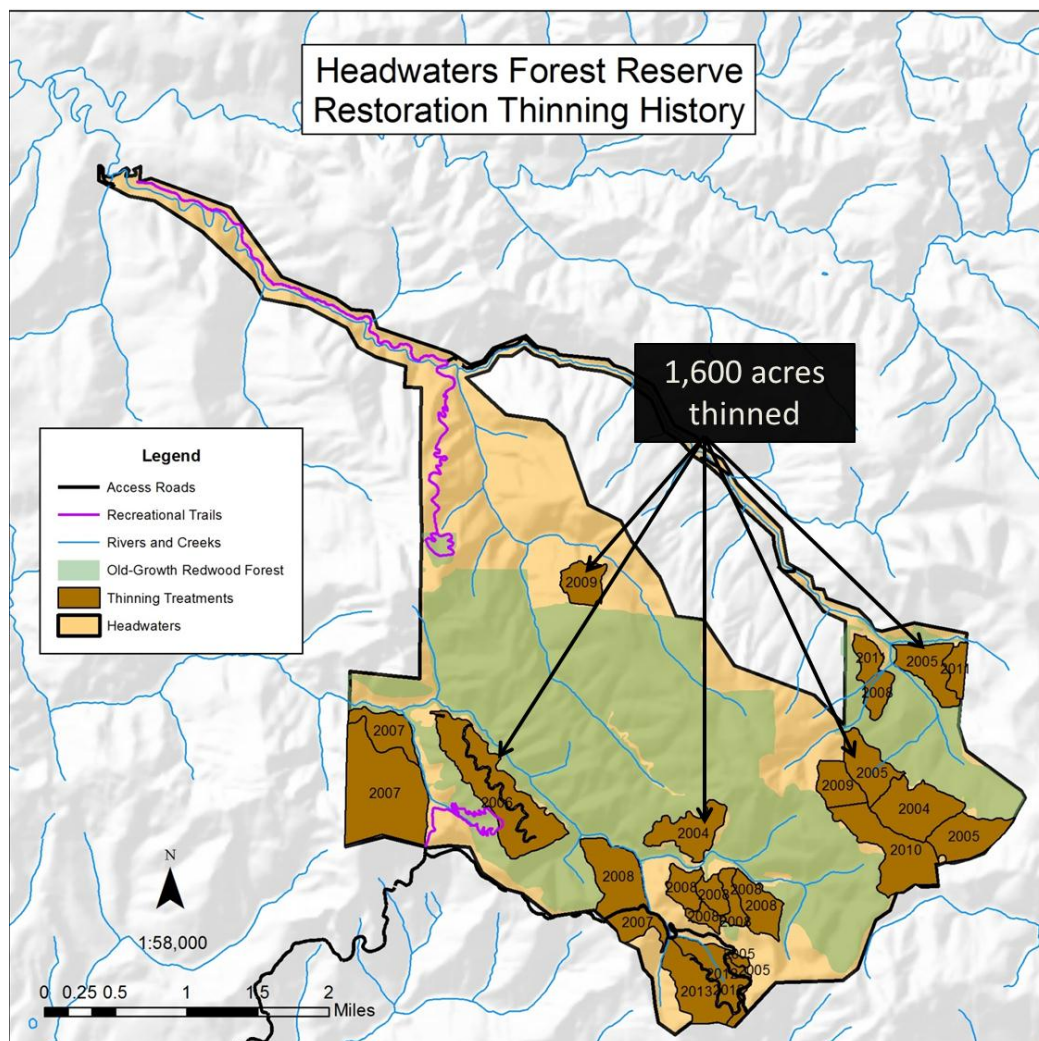 Headwaters Forest Reserve
Restoration Thinning History
1,600 acres
thinned
Legend
Access Roads
Recreational Trails
Rivers and Creeks
Old-Growth Redwood Forest
Thinning Treatments
Headwaters
2009
2011
2005
2011
2008
2007
2007
2006
2005
2009
2004
2004
2005
2010
2008
2008
2008
2008
2008
2008
2008
2007
2005
2005
2012
2013
2012
N
1:58,000
0 0.25 0.5 1 1.5 2
Miles